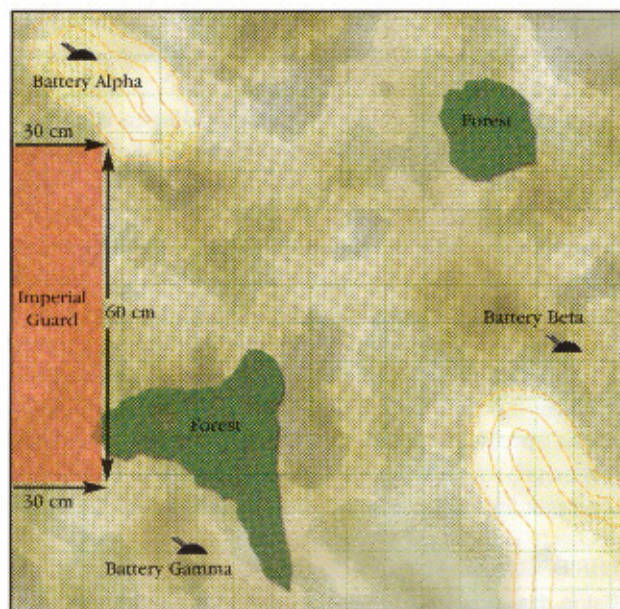 Battery Alpha
30 cm
Forest
Imperial
Guard
60 cm
Battery Beta
Forest
30 cm
Battery Gamma